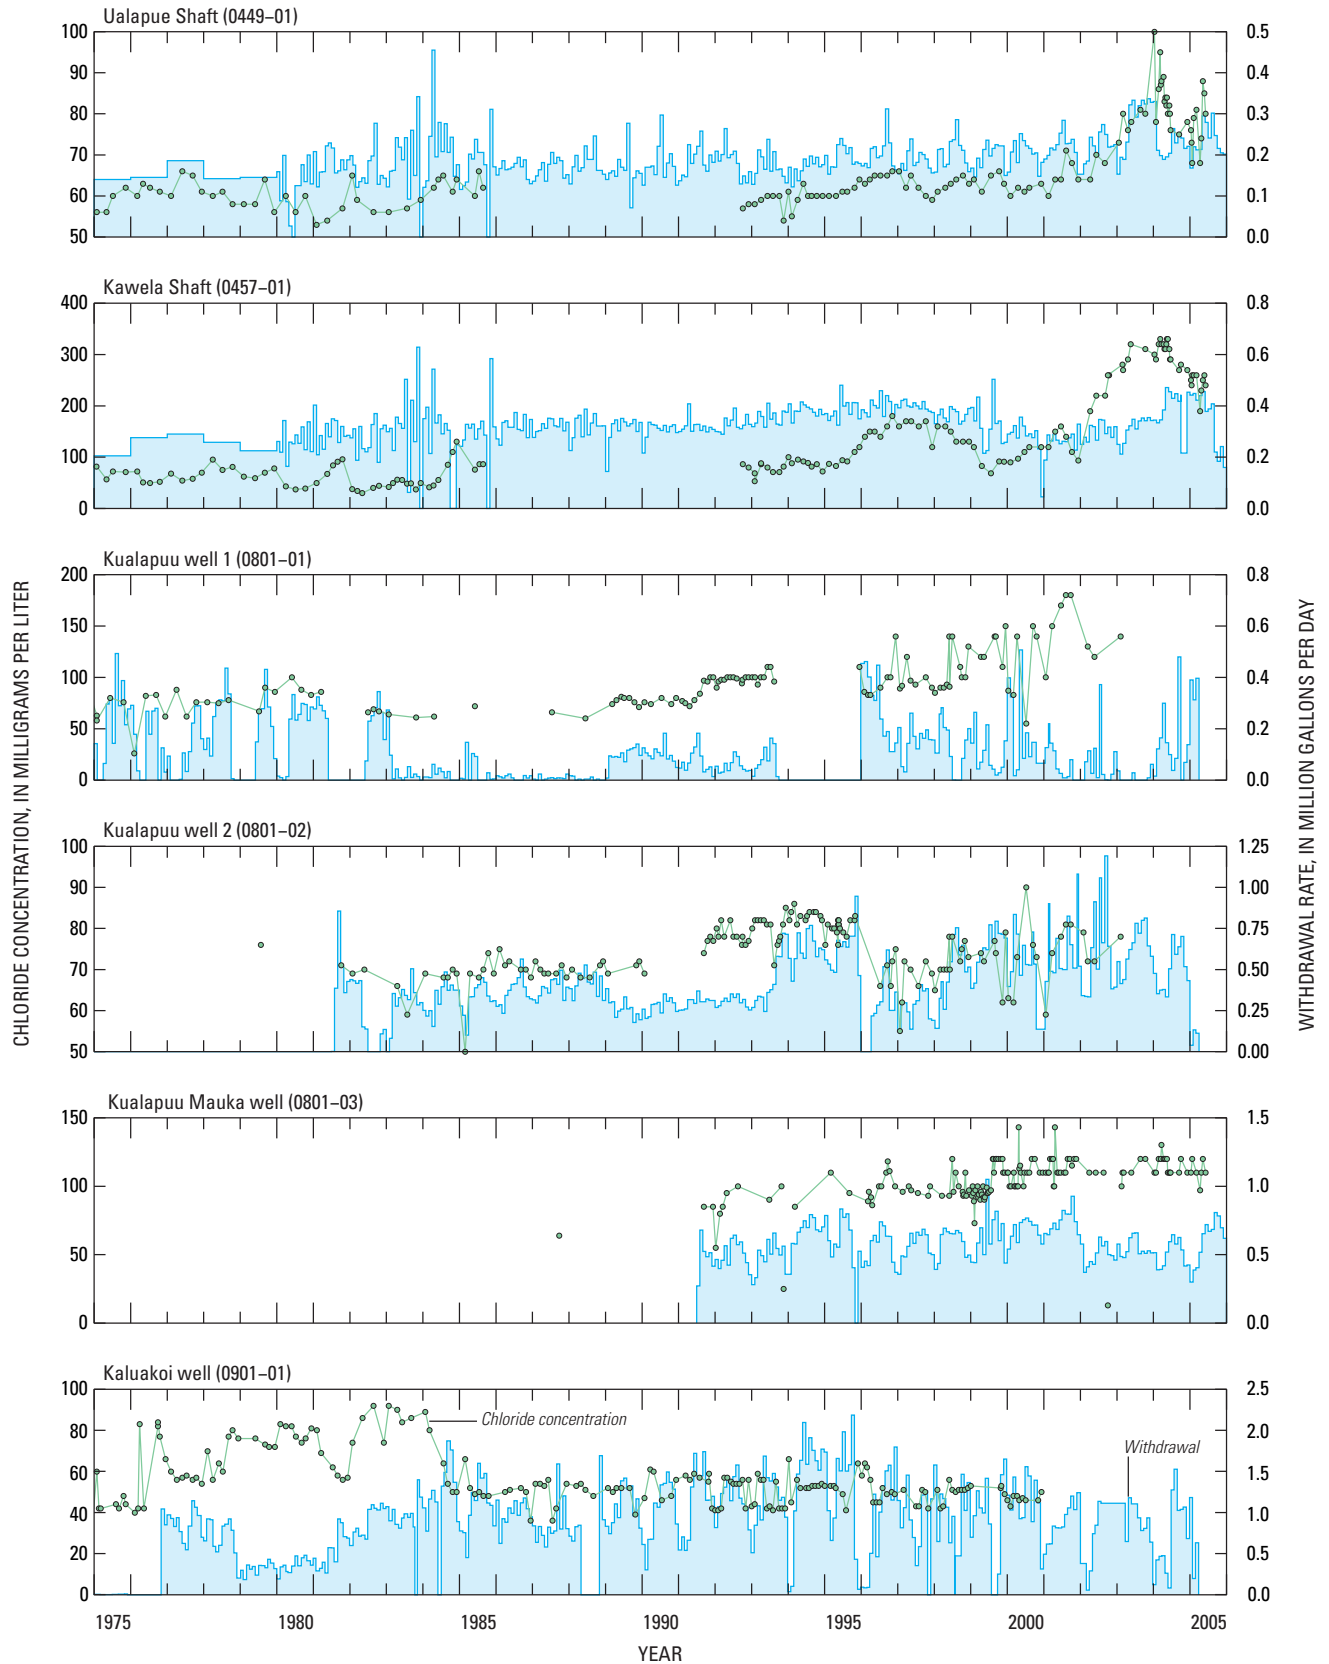 Ualapue Shaft (0449–01)
100 0.5
90 0.4
80 0.3
70 0.2
60 0.1
50 0.0
Kawela Shaft (0457–01)
400 0.8
300 0.6
200 0.4
100 0.2
0 0.0
Kualapuu well 1 (0801–01)
200 0.8
150 0.6
100 0.4
50 0.2
0 0.0
CHLORIDE CONCENTRATION, IN MILLIGRAMS PER LITER
WITHDRAWAL RATE, IN MILLION GALLONS PER DAY
Kualapuu well 2 (0801–02)
100 1.25
90 1.00
80 0.75
70 0.50
60 0.25
50 0.00
Kualapuu Mauka well (0801–03)
150 1.5
100 1.0
50 0.5
0 0.0
Kaluakoi well (0901–01)
100 2.5
80 2.0
60 1.5
40 1.0
20 0.5
0 0.0
Chloride concentration
Withdrawal
1975 1980 1985 1990 1995 2000 2005
YEAR